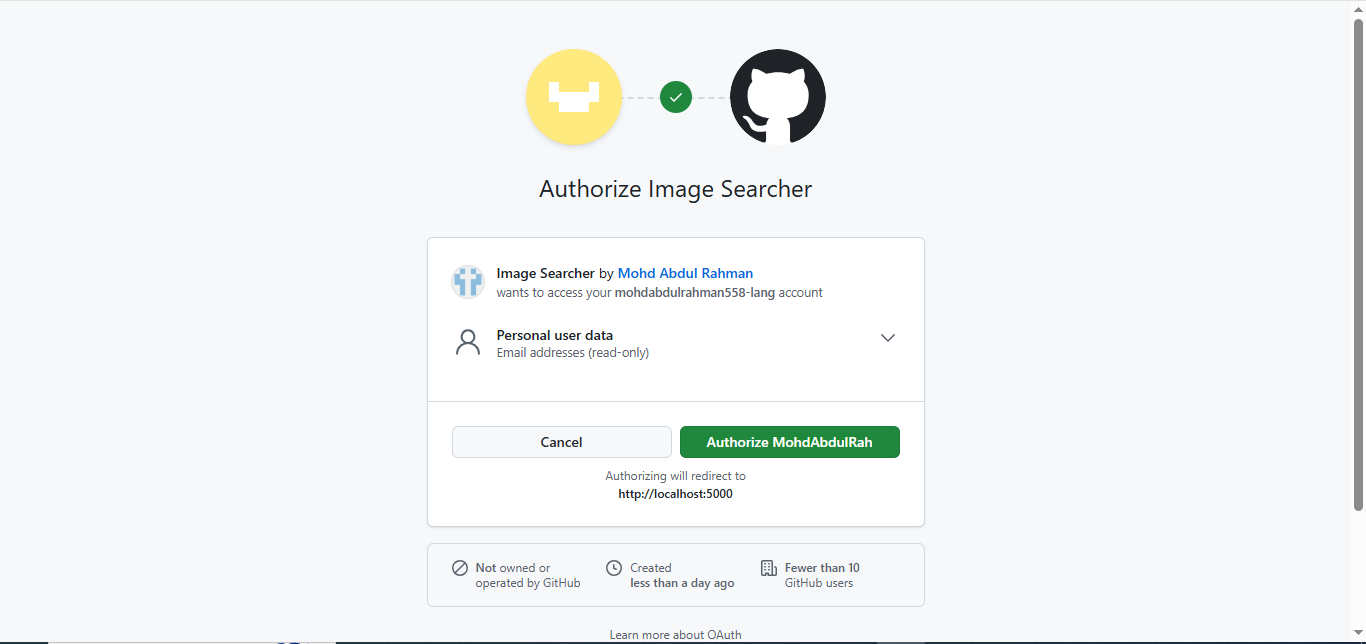 Authorize Image Searcher
Image Searcher by Mohd Abdul Rahman
wants to access your mohdabdulrahman558-lang account
Personal user data
Email addresses (read-only)
Cancel
Authorize MohdAbdulRah
Authorizing will redirect to
http://localhost:5000
Not owned or
operated by GitHub
Created
less than a day ago
Fewer than 10
GitHub users
Learn more about OAuth